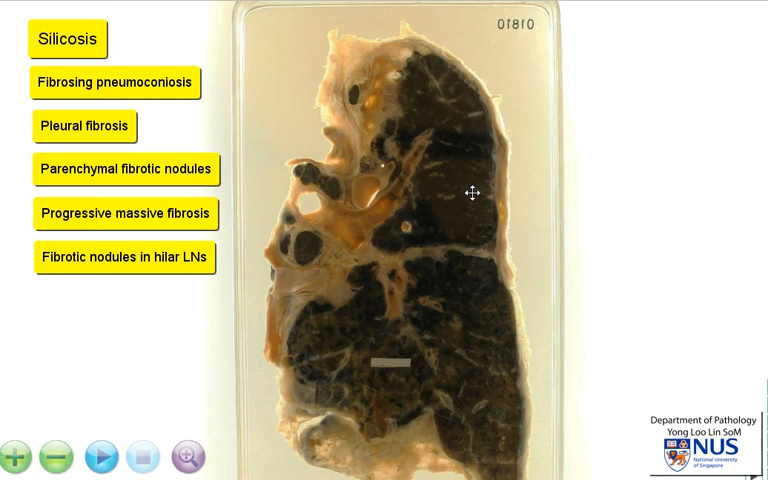 Silicosis
Fibrosing pneumoconiosis
Pleural fibrosis
Parenchymal fibrotic nodules
Progressive massive fibrosis
Fibrotic nodules in hilar LNs
01810
Department of Pathology
Yong Loo Lin SoM
NUS
National University
of Singapore